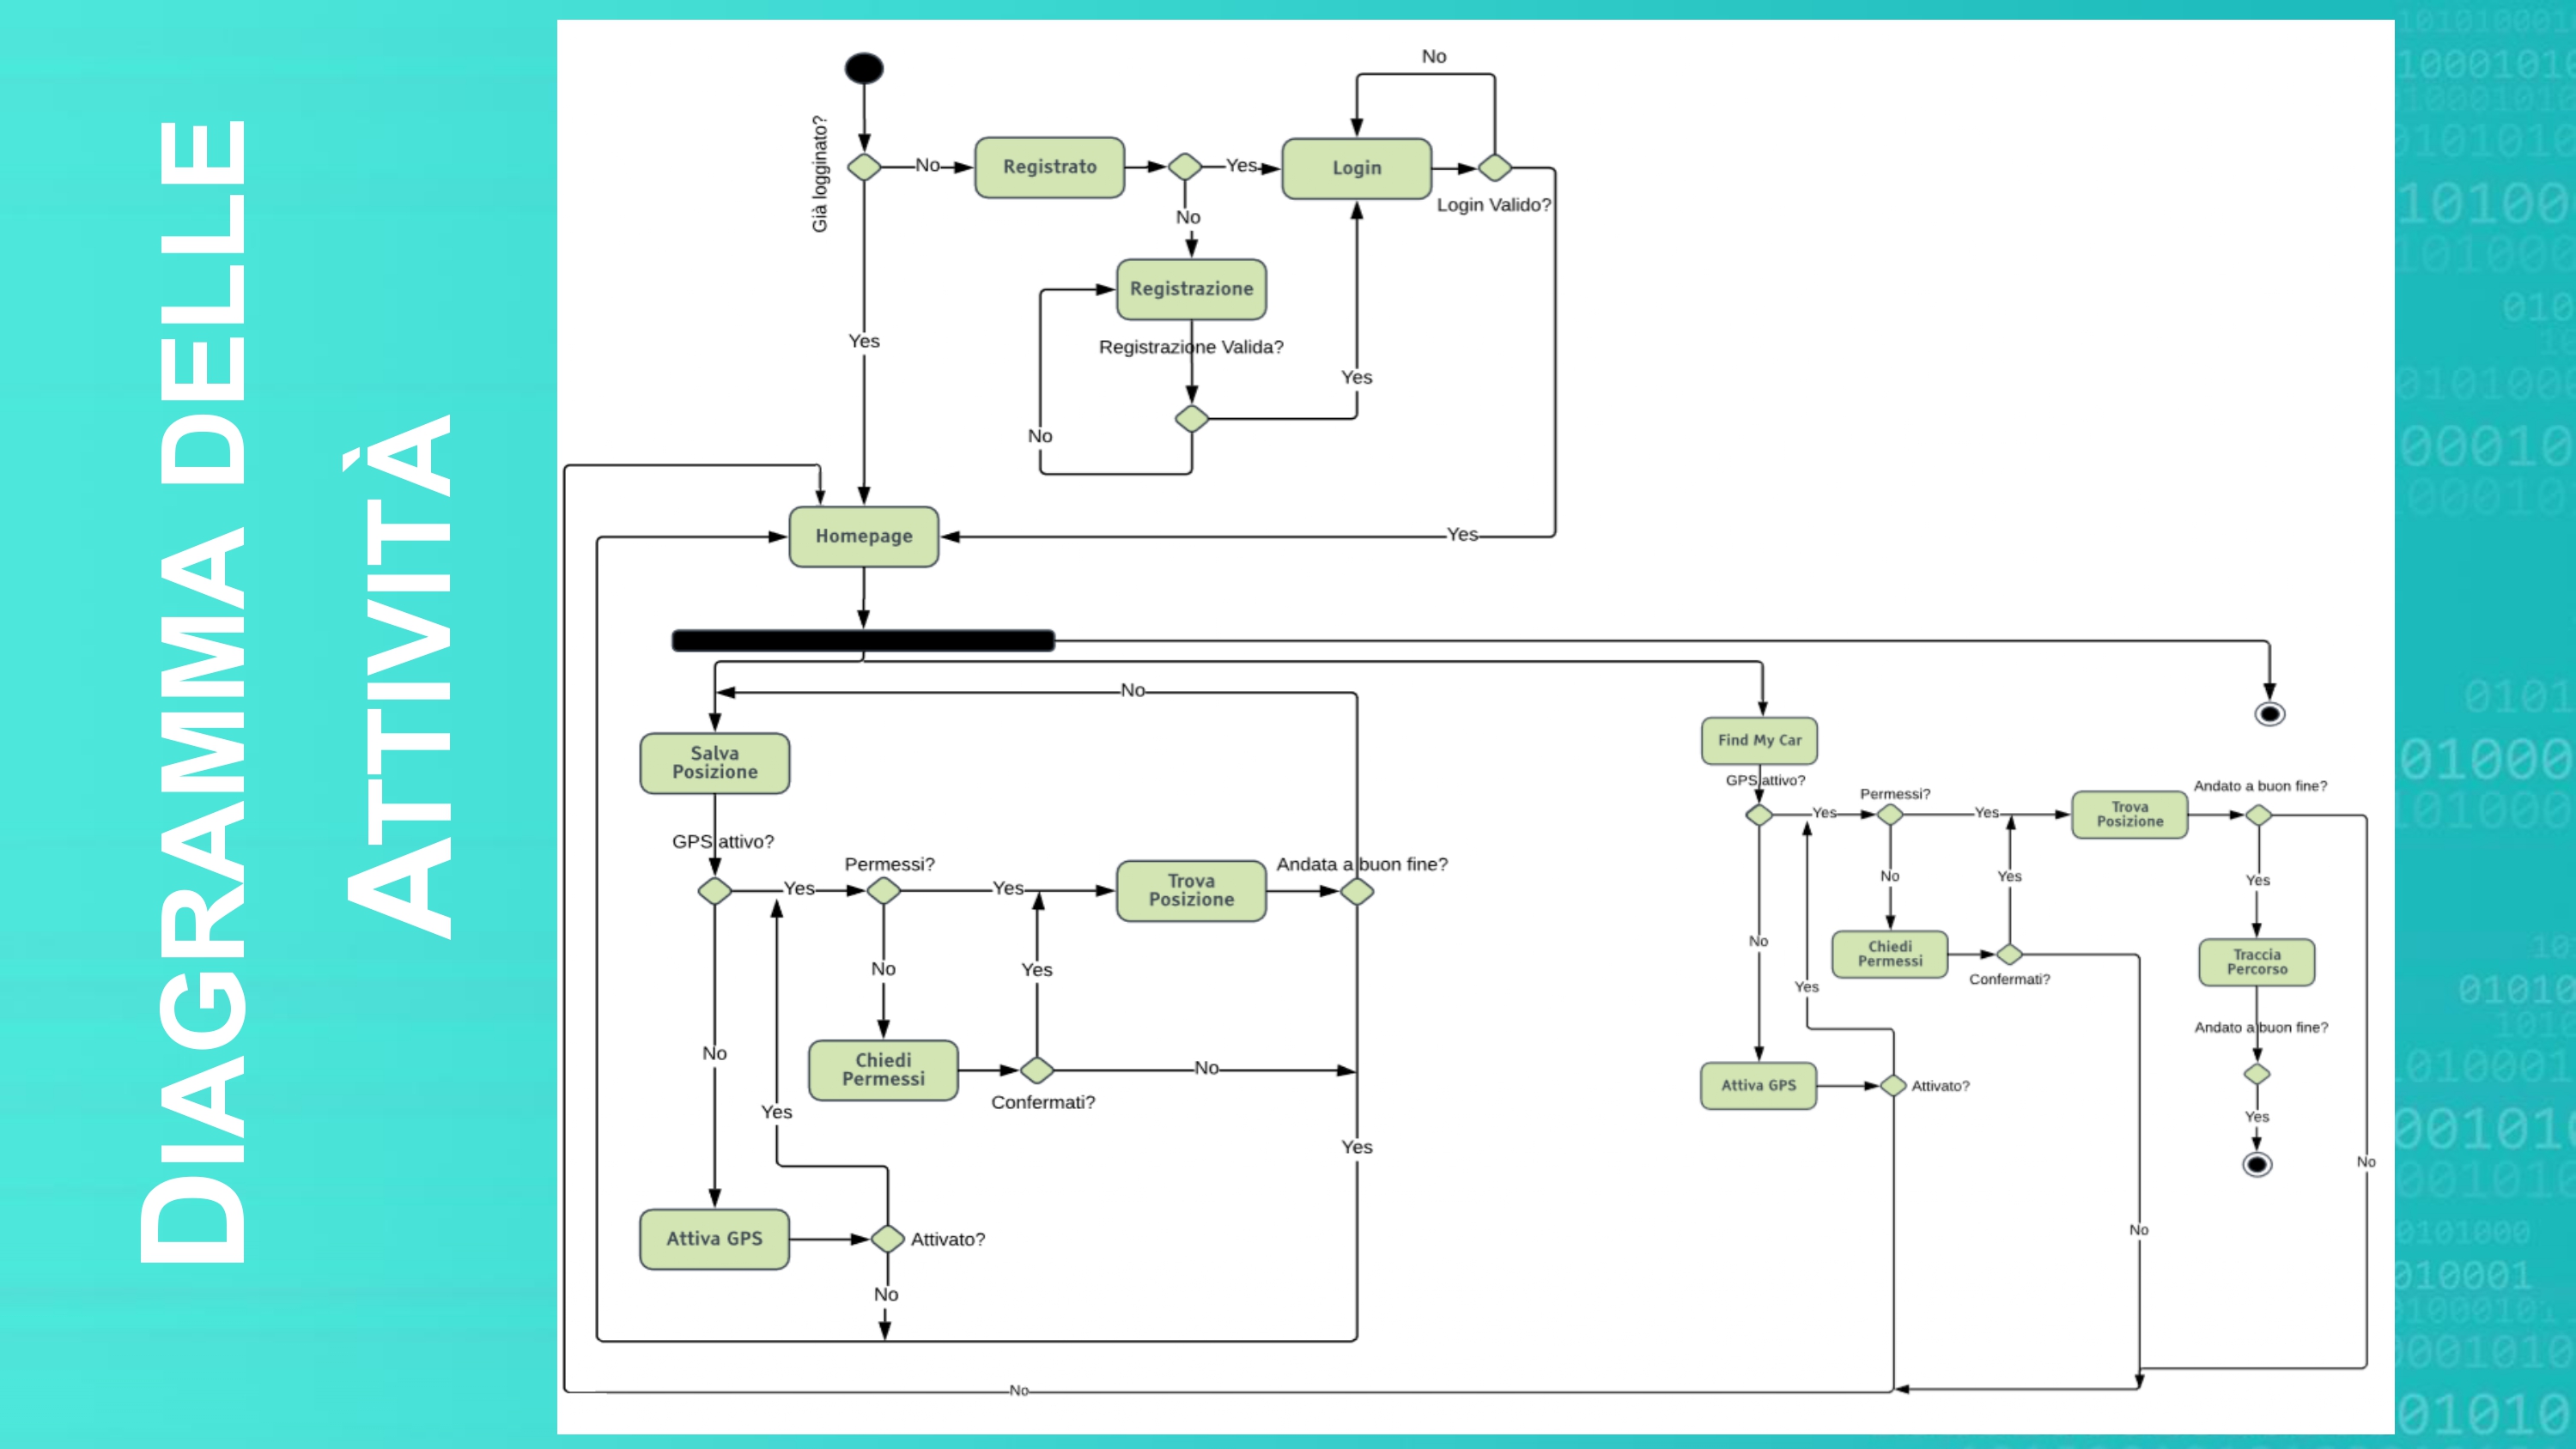 DIAGRAMMA DELLE
ATTIVITÀ
No
Già logginato?
No
Registrato
Yes
Login
Login Valido?
No
Registrazione
Registrazione Valida?
Yes
Yes
No
Homepage
Yes
No
Salva
Posizione
GPS attivo?
Yes
Permessi?
Yes
Trova
Posizione
Andata a buon fine?
No
Yes
No
Chiedi
Permessi
Confermati?
No
Yes
Yes
Attiva GPS
Attivato?
No
Find My Car
GPS attivo?
Yes
Permessi?
Yes
Trova
Posizione
Andato a buon fine?
No
Yes
Yes
No
Chiedi
Permessi
Confermati?
Yes
Traccia
Percorso
Andato a buon fine?
Attiva GPS
Attivato?
Yes
No
No
No